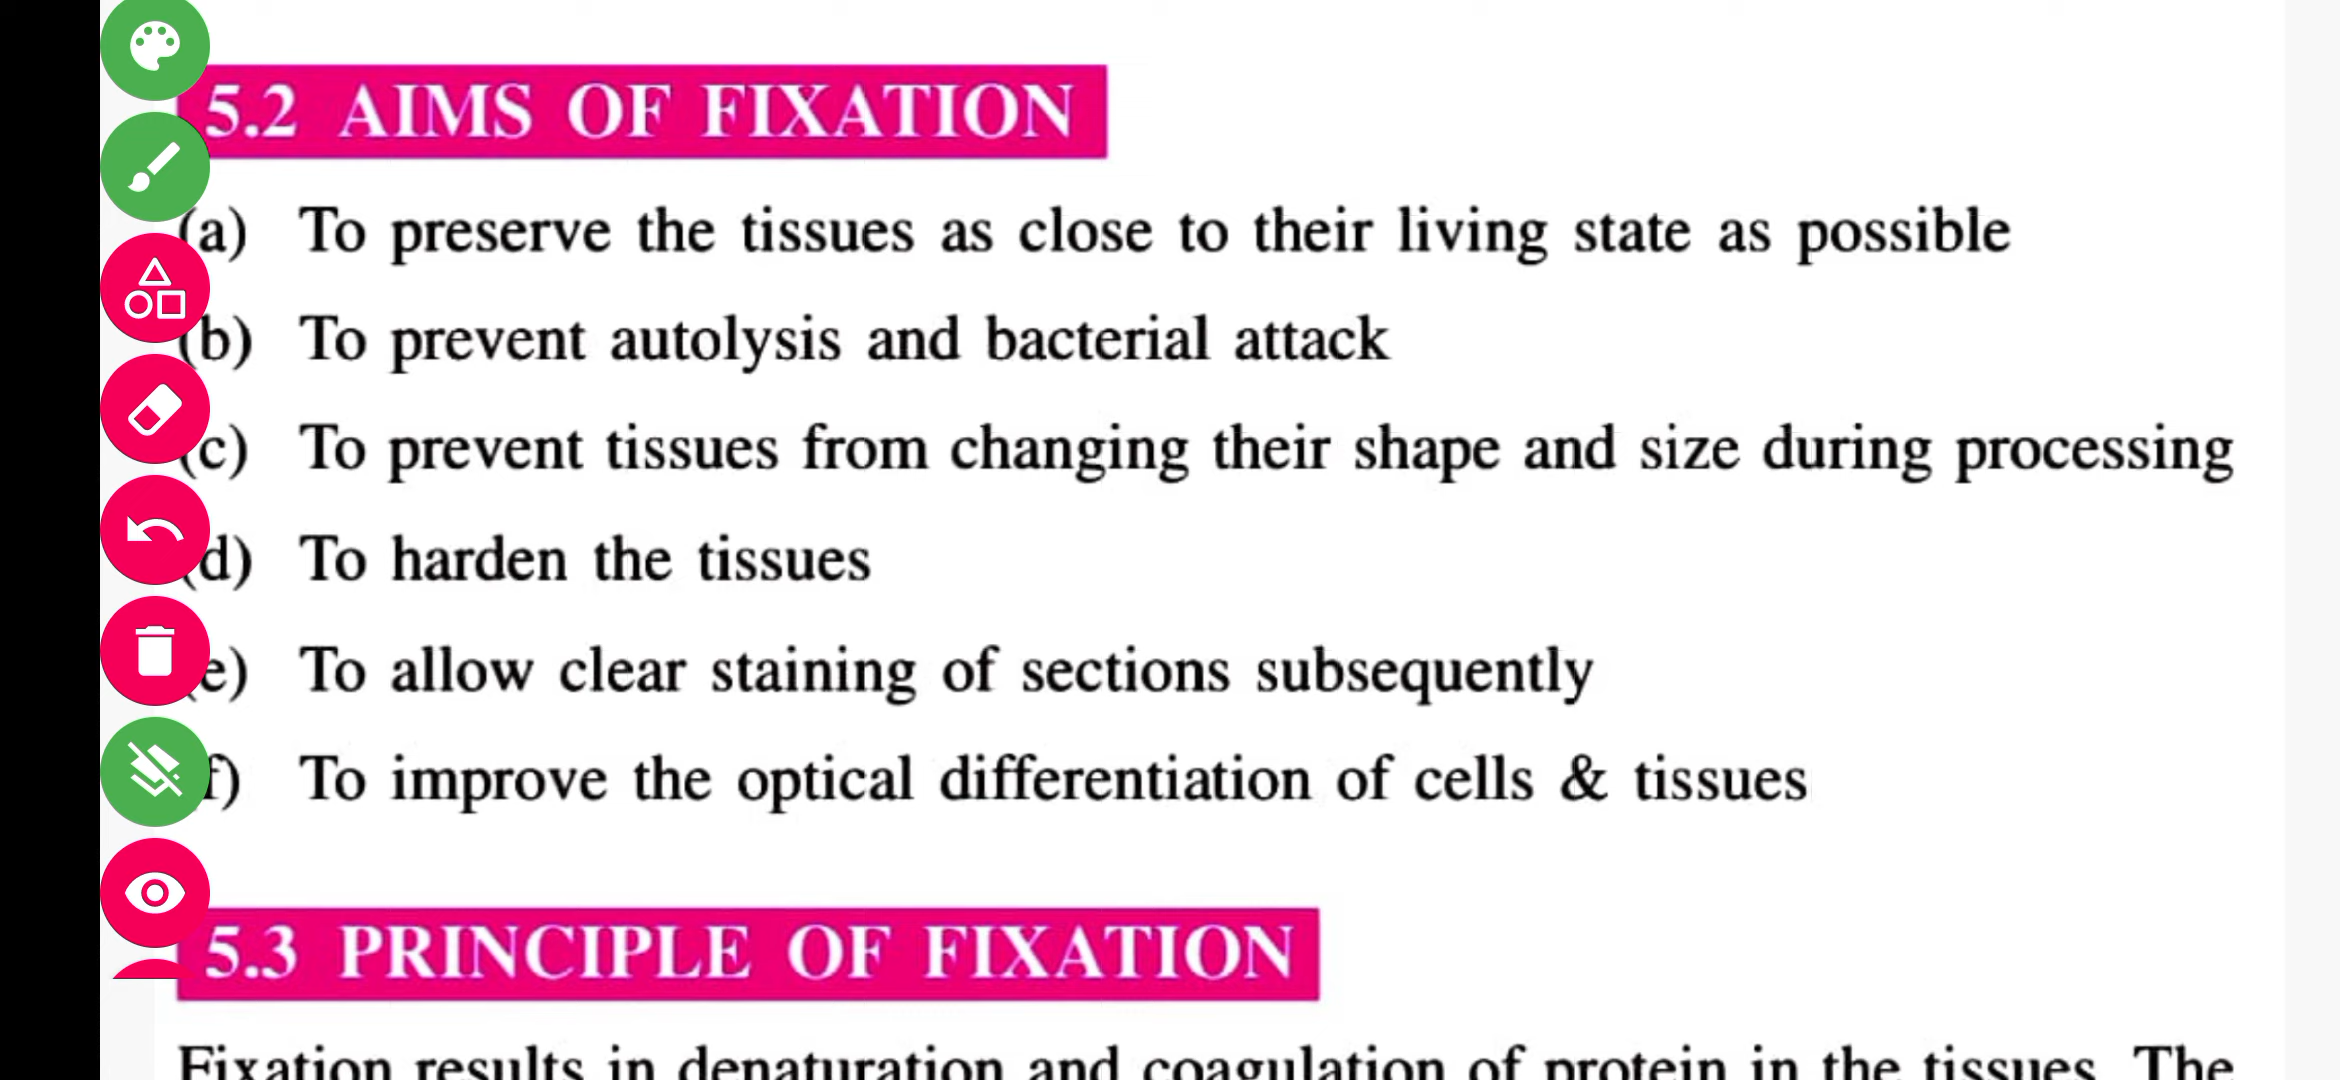 5.2 AIMS OF FIXATION
(a) To preserve the tissues as close to their living state as possible
(b) To prevent autolysis and bacterial attack
(c) To prevent tissues from changing their shape and size during processing
(d) To harden the tissues
(e) To allow clear staining of sections subsequently
(f) To improve the optical differentiation of cells & tissues
5.3 PRINCIPLE OF FIXATION
Fixation results in denaturation and coagulation of protein in the tissues. The